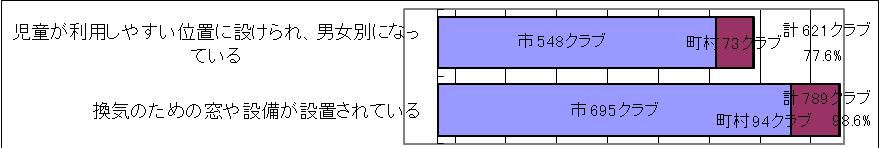 児童が利用しやすい位置に設けられ、男女別になっ
ている
市548クラブ
町村73クラブ
計621クラブ
77.6%
換気のための窓や設備が設置されている
市695クラブ
町村94クラブ
計789クラブ
98.6%